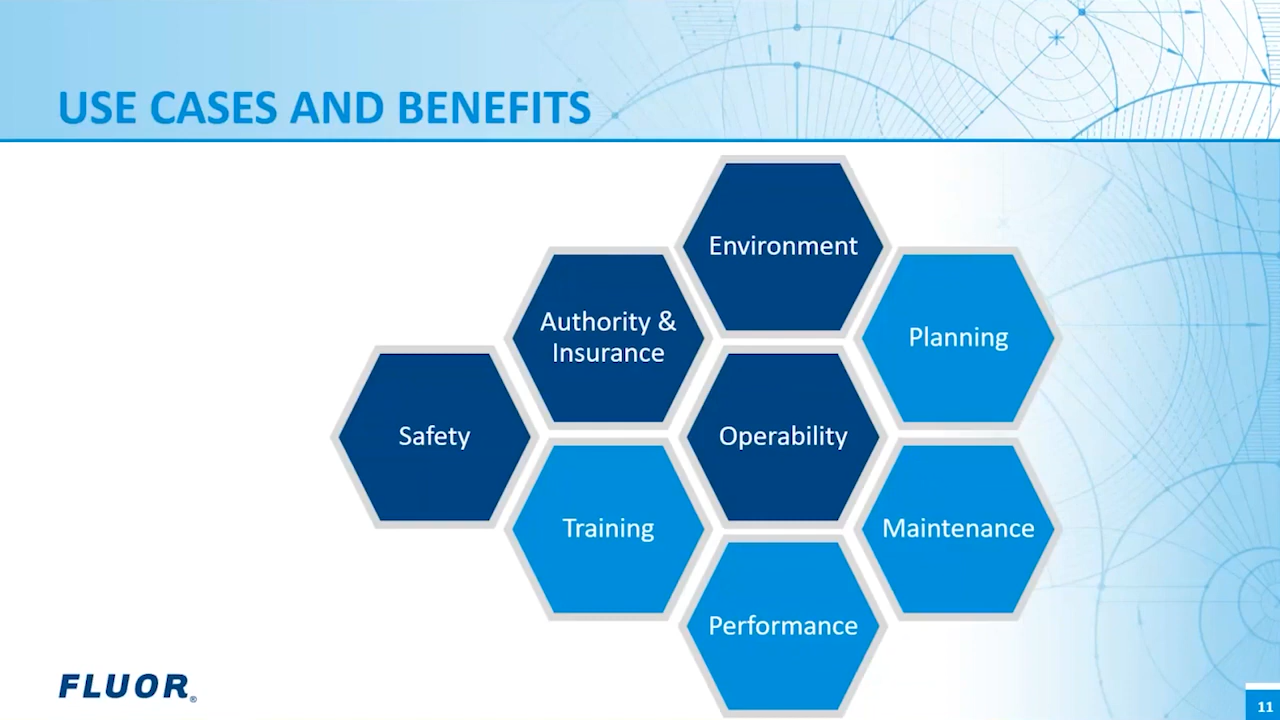 USE CASES AND BENEFITS
Environment
Authority &
Insurance
Planning
Safety
Operability
Training
Maintenance
Performance
FLUOR®
11